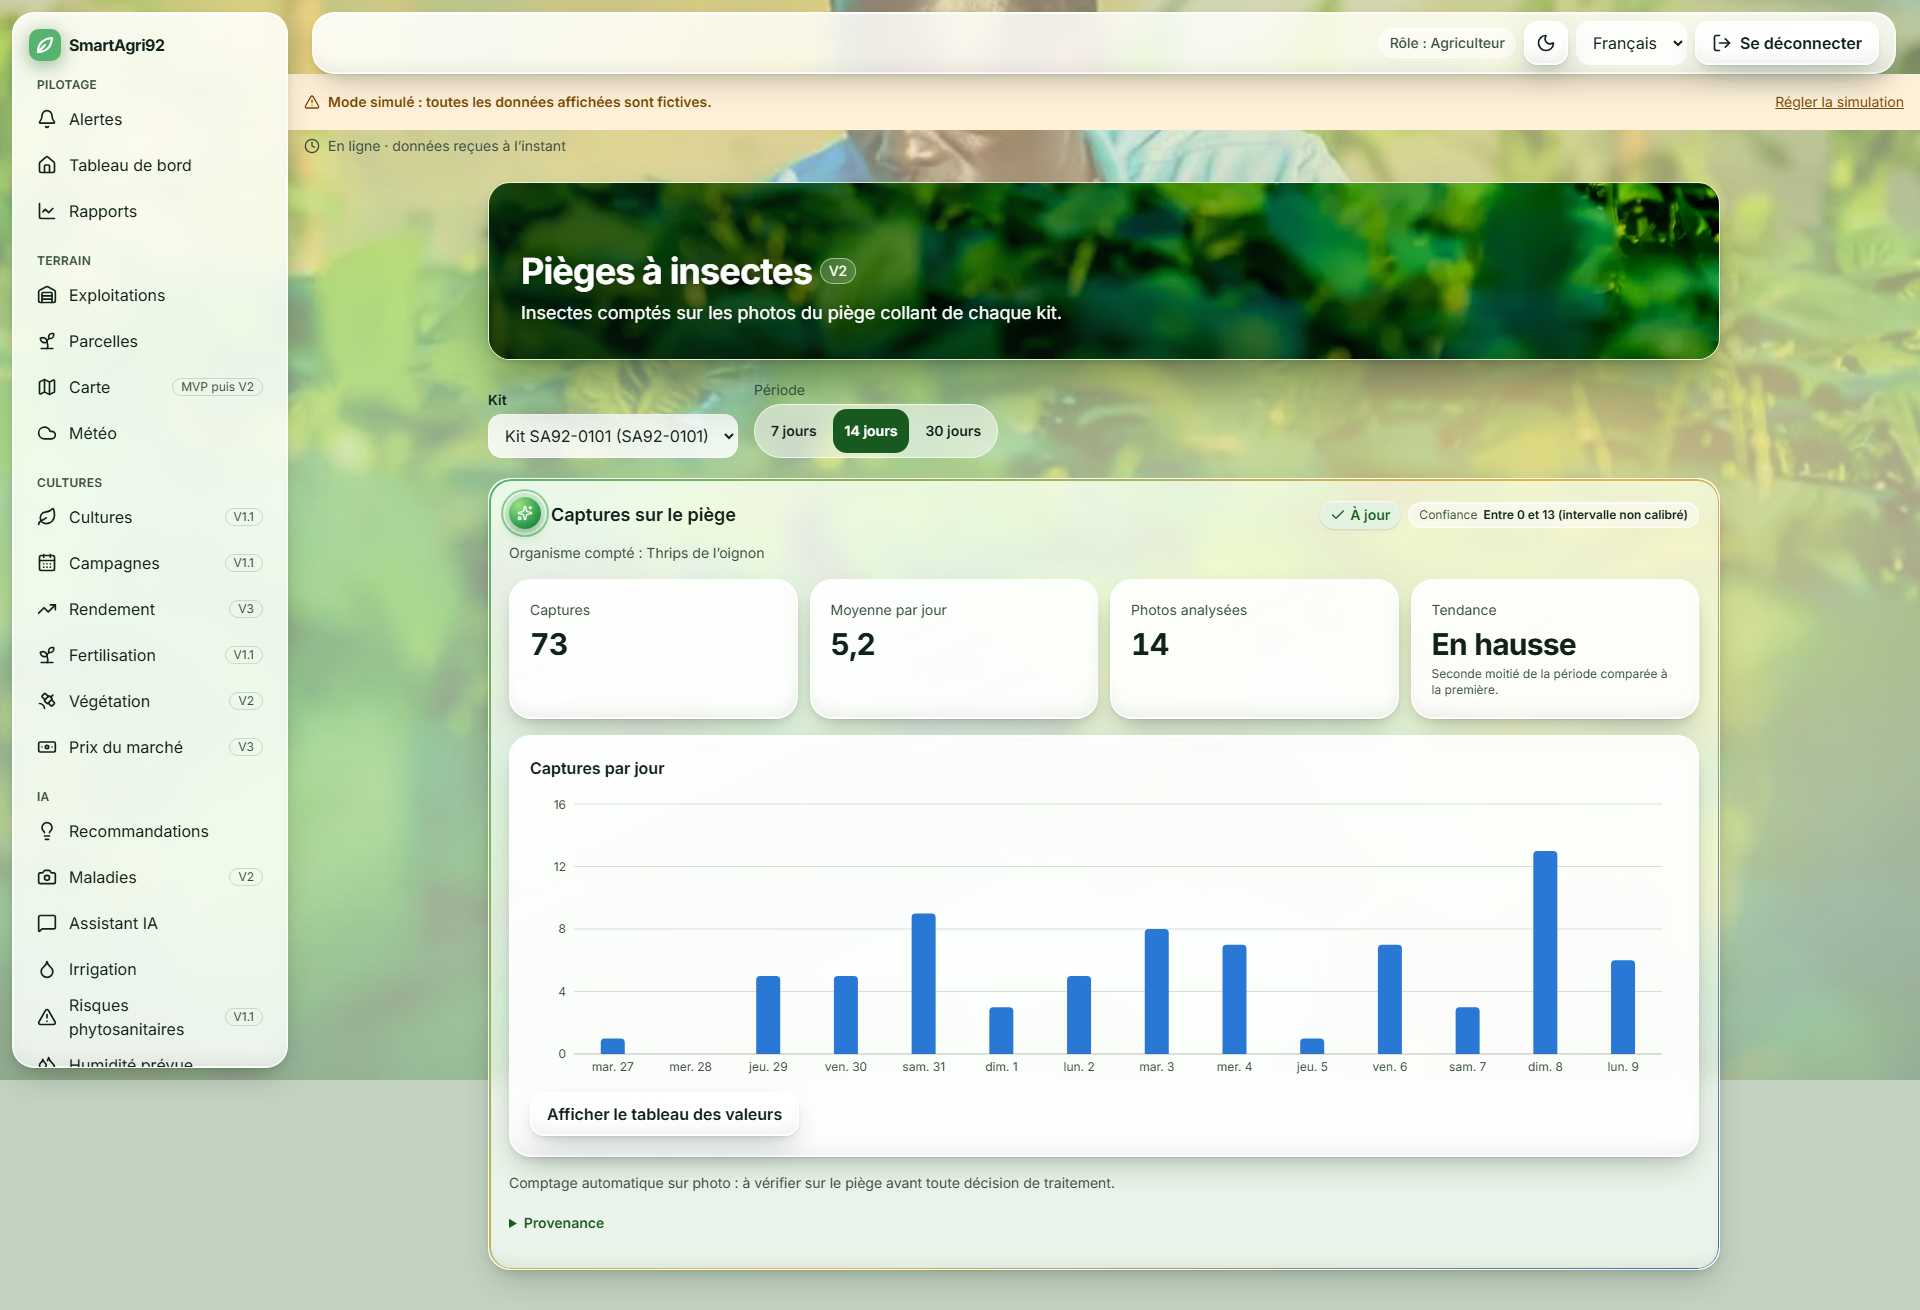 SmartAgri92
PILOTAGE
Alertes
Tableau de bord
Rapports
TERRAIN
Exploitations
Parcelles
Carte
MVP puis V2
Météo
CULTURES
Cultures
V1.1
Campagnes
V1.1
Rendement
V3
Fertilisation
V1.1
Végétation
V2
Prix du marché
V3
IA
Recommandations
Maladies
V2
Assistant IA
Irrigation
Risques
phytosanitaires
V1.1
Humidité prévue
Rôle : Agriculteur
Français
Se déconnecter
Mode simulé : toutes les données affichées sont fictives.
Régler la simulation
En ligne · données reçues à l’instant
Pièges à insectes
V2
Insectes comptés sur les photos du piège collant de chaque kit.
Kit
Kit SA92-0101 (SA92-0101)
Période
7 jours
14 jours
30 jours
Captures sur le piège
À jour
Confiance Entre 0 et 13 (intervalle non calibré)
Organisme compté : Thrips de l’oignon
Captures
73
Moyenne par jour
5,2
Photos analysées
14
Tendance
En hausse
Seconde moitié de la période comparée à
la première.
Captures par jour
16
12
8
4
0
mar. 27
mer. 28
jeu. 29
ven. 30
sam. 31
dim. 1
lun. 2
mar. 3
mer. 4
jeu. 5
ven. 6
sam. 7
dim. 8
lun. 9
Afficher le tableau des valeurs
Comptage automatique sur photo : à vérifier sur le piège avant toute décision de traitement.
Provenance